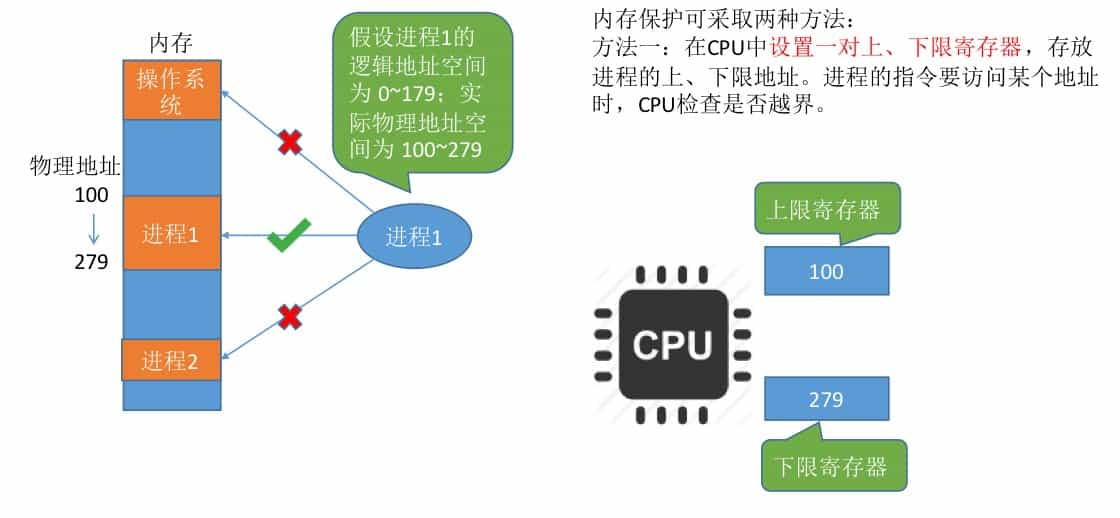 内存
操作系
统
物理地址
100
279
进程1
进程2
假设进程1的
逻辑地址空间
为 0~179；实
际物理地址空
间为 100~279
进程1
内存保护可采取两种方法：
方法一：在CPU中设置一对上、下限寄存器，存放
进程的上、下限地址。进程的指令要访问某个地址
时，CPU检查是否越界。
上限寄存器
100
CPU
279
下限寄存器